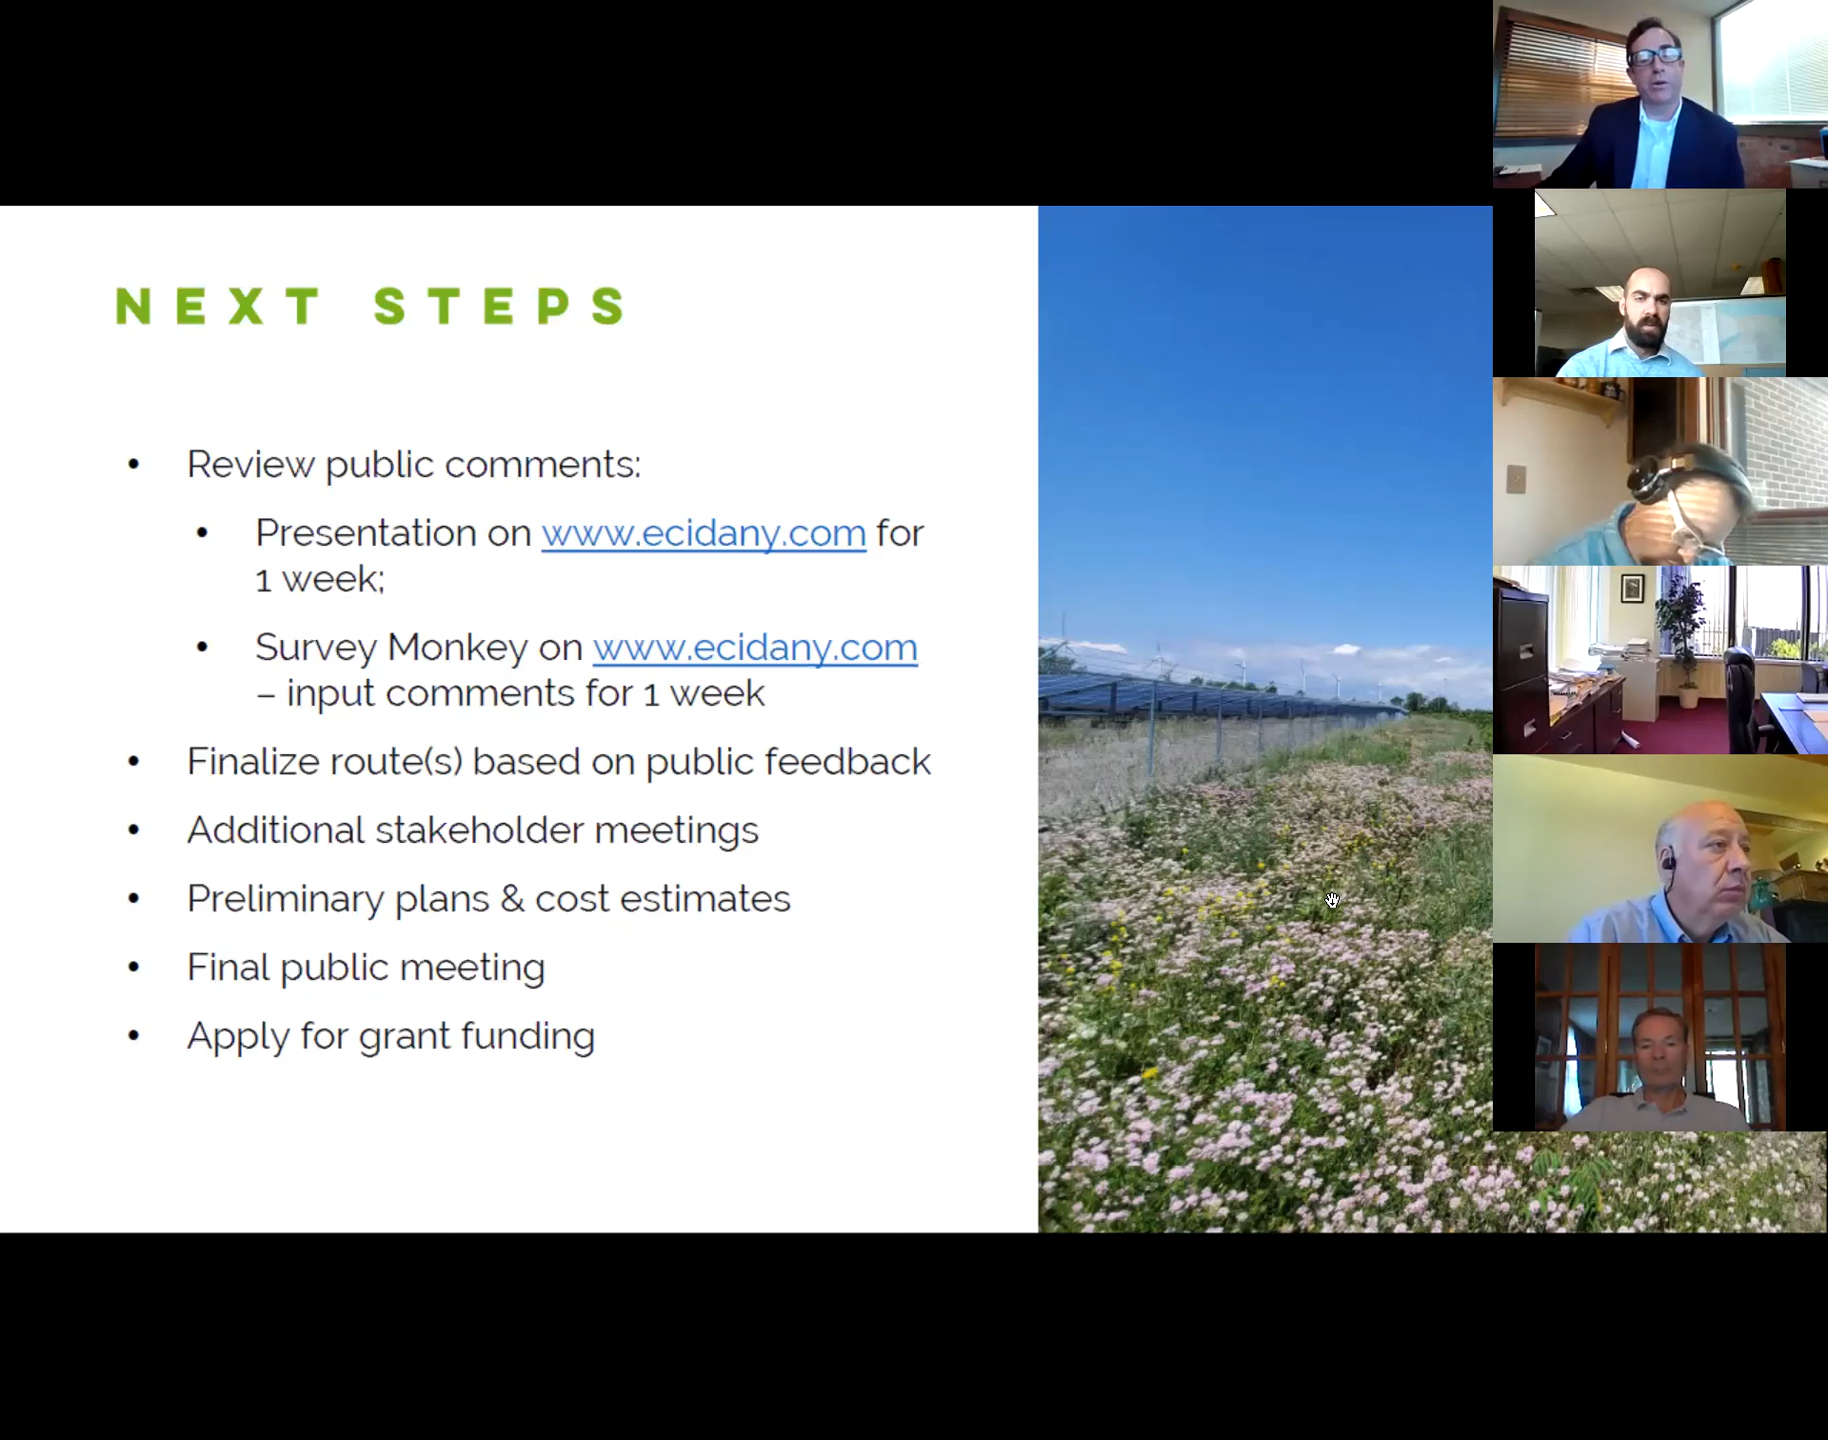 NEXT STEPS
• Review public comments:
• Presentation on www.ecidany.com for
1 week;
• Survey Monkey on www.ecidany.com
– input comments for 1 week
• Finalize route(s) based on public feedback
• Additional stakeholder meetings
• Preliminary plans & cost estimates
• Final public meeting
• Apply for grant funding